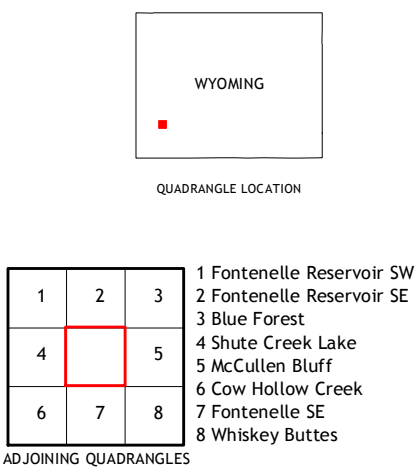 WYOMING
QUADRANGLE LOCATION
1 2 3
4 5
6 7 8
ADJOINING QUADRANGLES
1 Fontenelle Reservoir SW
2 Fontenelle Reservoir SE
3 Blue Forest
4 Shute Creek Lake
5 McCullen Bluff
6 Cow Hollow Creek
7 Fontenelle SE
8 Whiskey Buttes